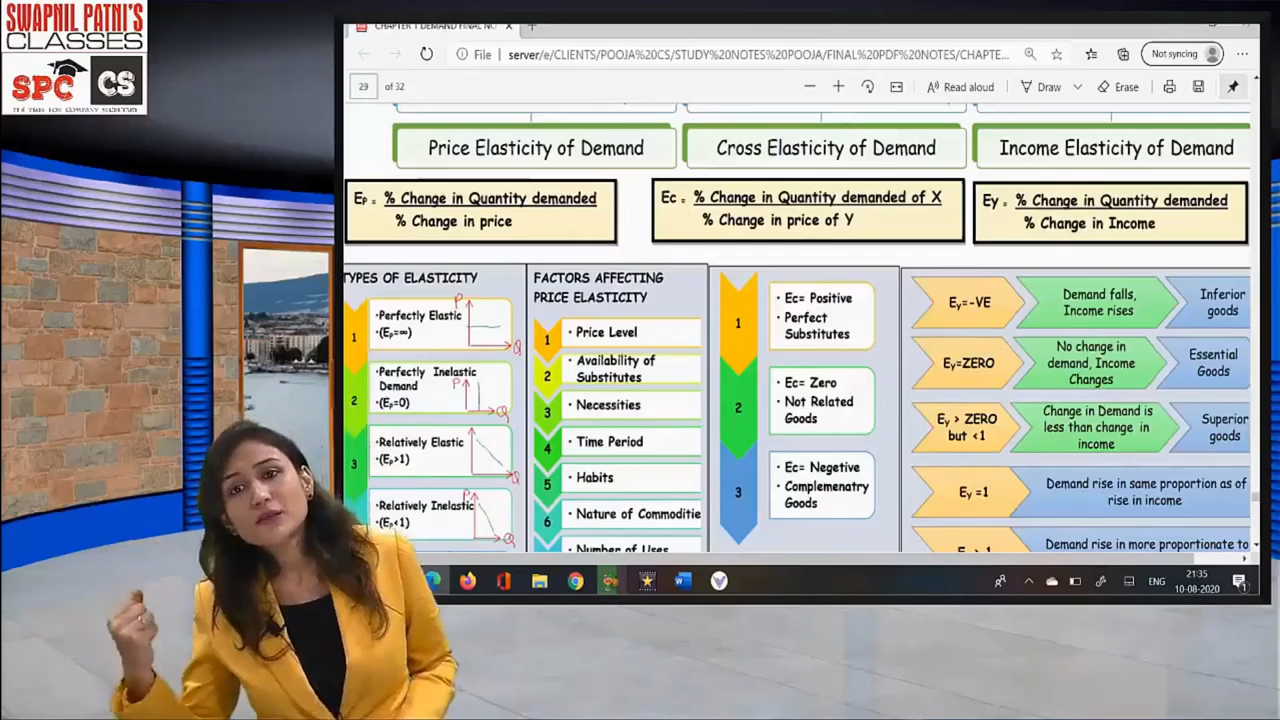 SWAPNIL PATNI'S
CLASSES
SPC CS
CHAPTER 1 DEMAND FINAL NO
File server/e/CLIENTS/POOJA%20CS/STUDY%20NOTES%20POOJA/FINAL%20PDF%20NOTES/CHAPTE...
Not syncing
29 of 32
Read aloud
Draw
Erase
Price Elasticity of Demand
Cross Elasticity of Demand
Income Elasticity of Demand
EP = % Change in Quantity demanded
% Change in price
Ec = % Change in Quantity demanded of X
% Change in price of Y
Ey = % Change in Quantity demanded
% Change in Income
TYPES OF ELASTICITY
1
•Perfectly Elastic
•(EP=∞)
P
Q
2
•Perfectly Inelastic
Demand
•(EP=0)
P
Q
3
•Relatively Elastic
•(EP>1)
Q
•Relatively Inelastic
•(EP<1)
P
Q
FACTORS AFFECTING
PRICE ELASTICITY
1 • Price Level
2 • Availability of
Substitutes
3 • Necessities
4 • Time Period
5 • Habits
6 • Nature of Commoditie
• Number of Uses
1
• Ec= Positive
• Perfect
Substitutes
2
• Ec= Zero
• Not Related
Goods
3
• Ec= Negetive
• Complemenatry
Goods
Ey=-VE
Demand falls,
Income rises
Inferior
goods
Ey=ZERO
No change in
demand, Income
Changes
Essential
Goods
Ey > ZERO
but <1
Change in Demand is
less than change in
income
Superior
goods
Ey =1
Demand rise in same proportion as of
rise in income
Ey > 1
Demand rise in more proportionate to
ENG
21:35
10-08-2020